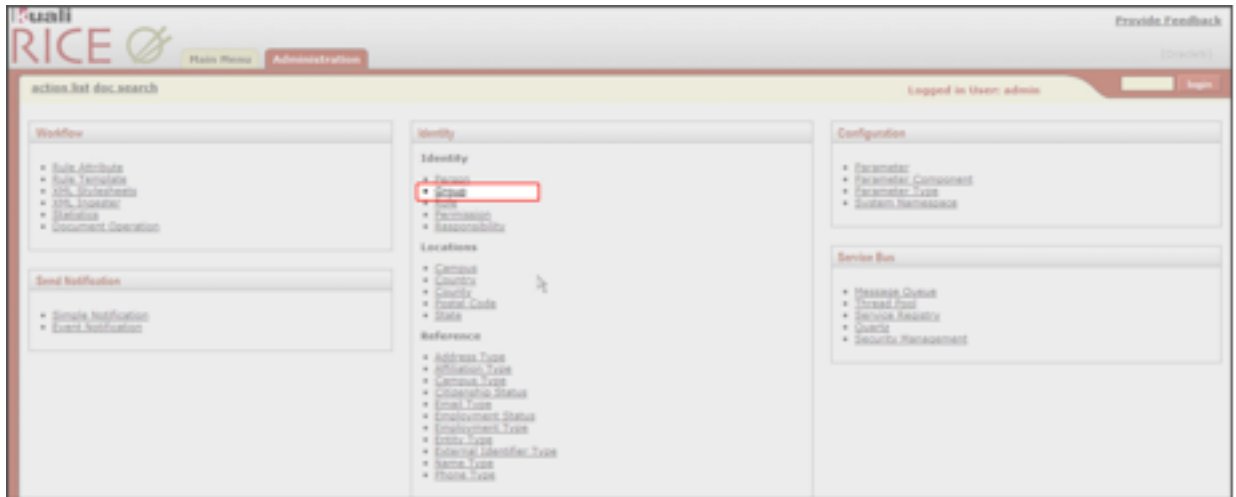 Kuali
RICE
Provide Feedback
Main Menu
Administration
action list doc search
Logged in User: admin
login
Workflow
Rule Attribute
Rule Template
XML Stylesheets
XML Ingester
Statistics
Document Operation
Send Notification
Simple Notification
Event Notification
Identity
Identity
Person
Group
Role
Permission
Responsibility
Locations
Campus
Country
County
Postal Code
State
Reference
Address Type
Affiliation Type
Campus Type
Citizenship Status
Email Type
Employment Status
Employment Type
Entity Type
External Identifier Type
Name Type
Phone Type
Configuration
Parameter
Parameter Component
Parameter Type
System Namespace
Service Bus
Message Queue
Thread Pool
Service Registry
Quartz
Security Management